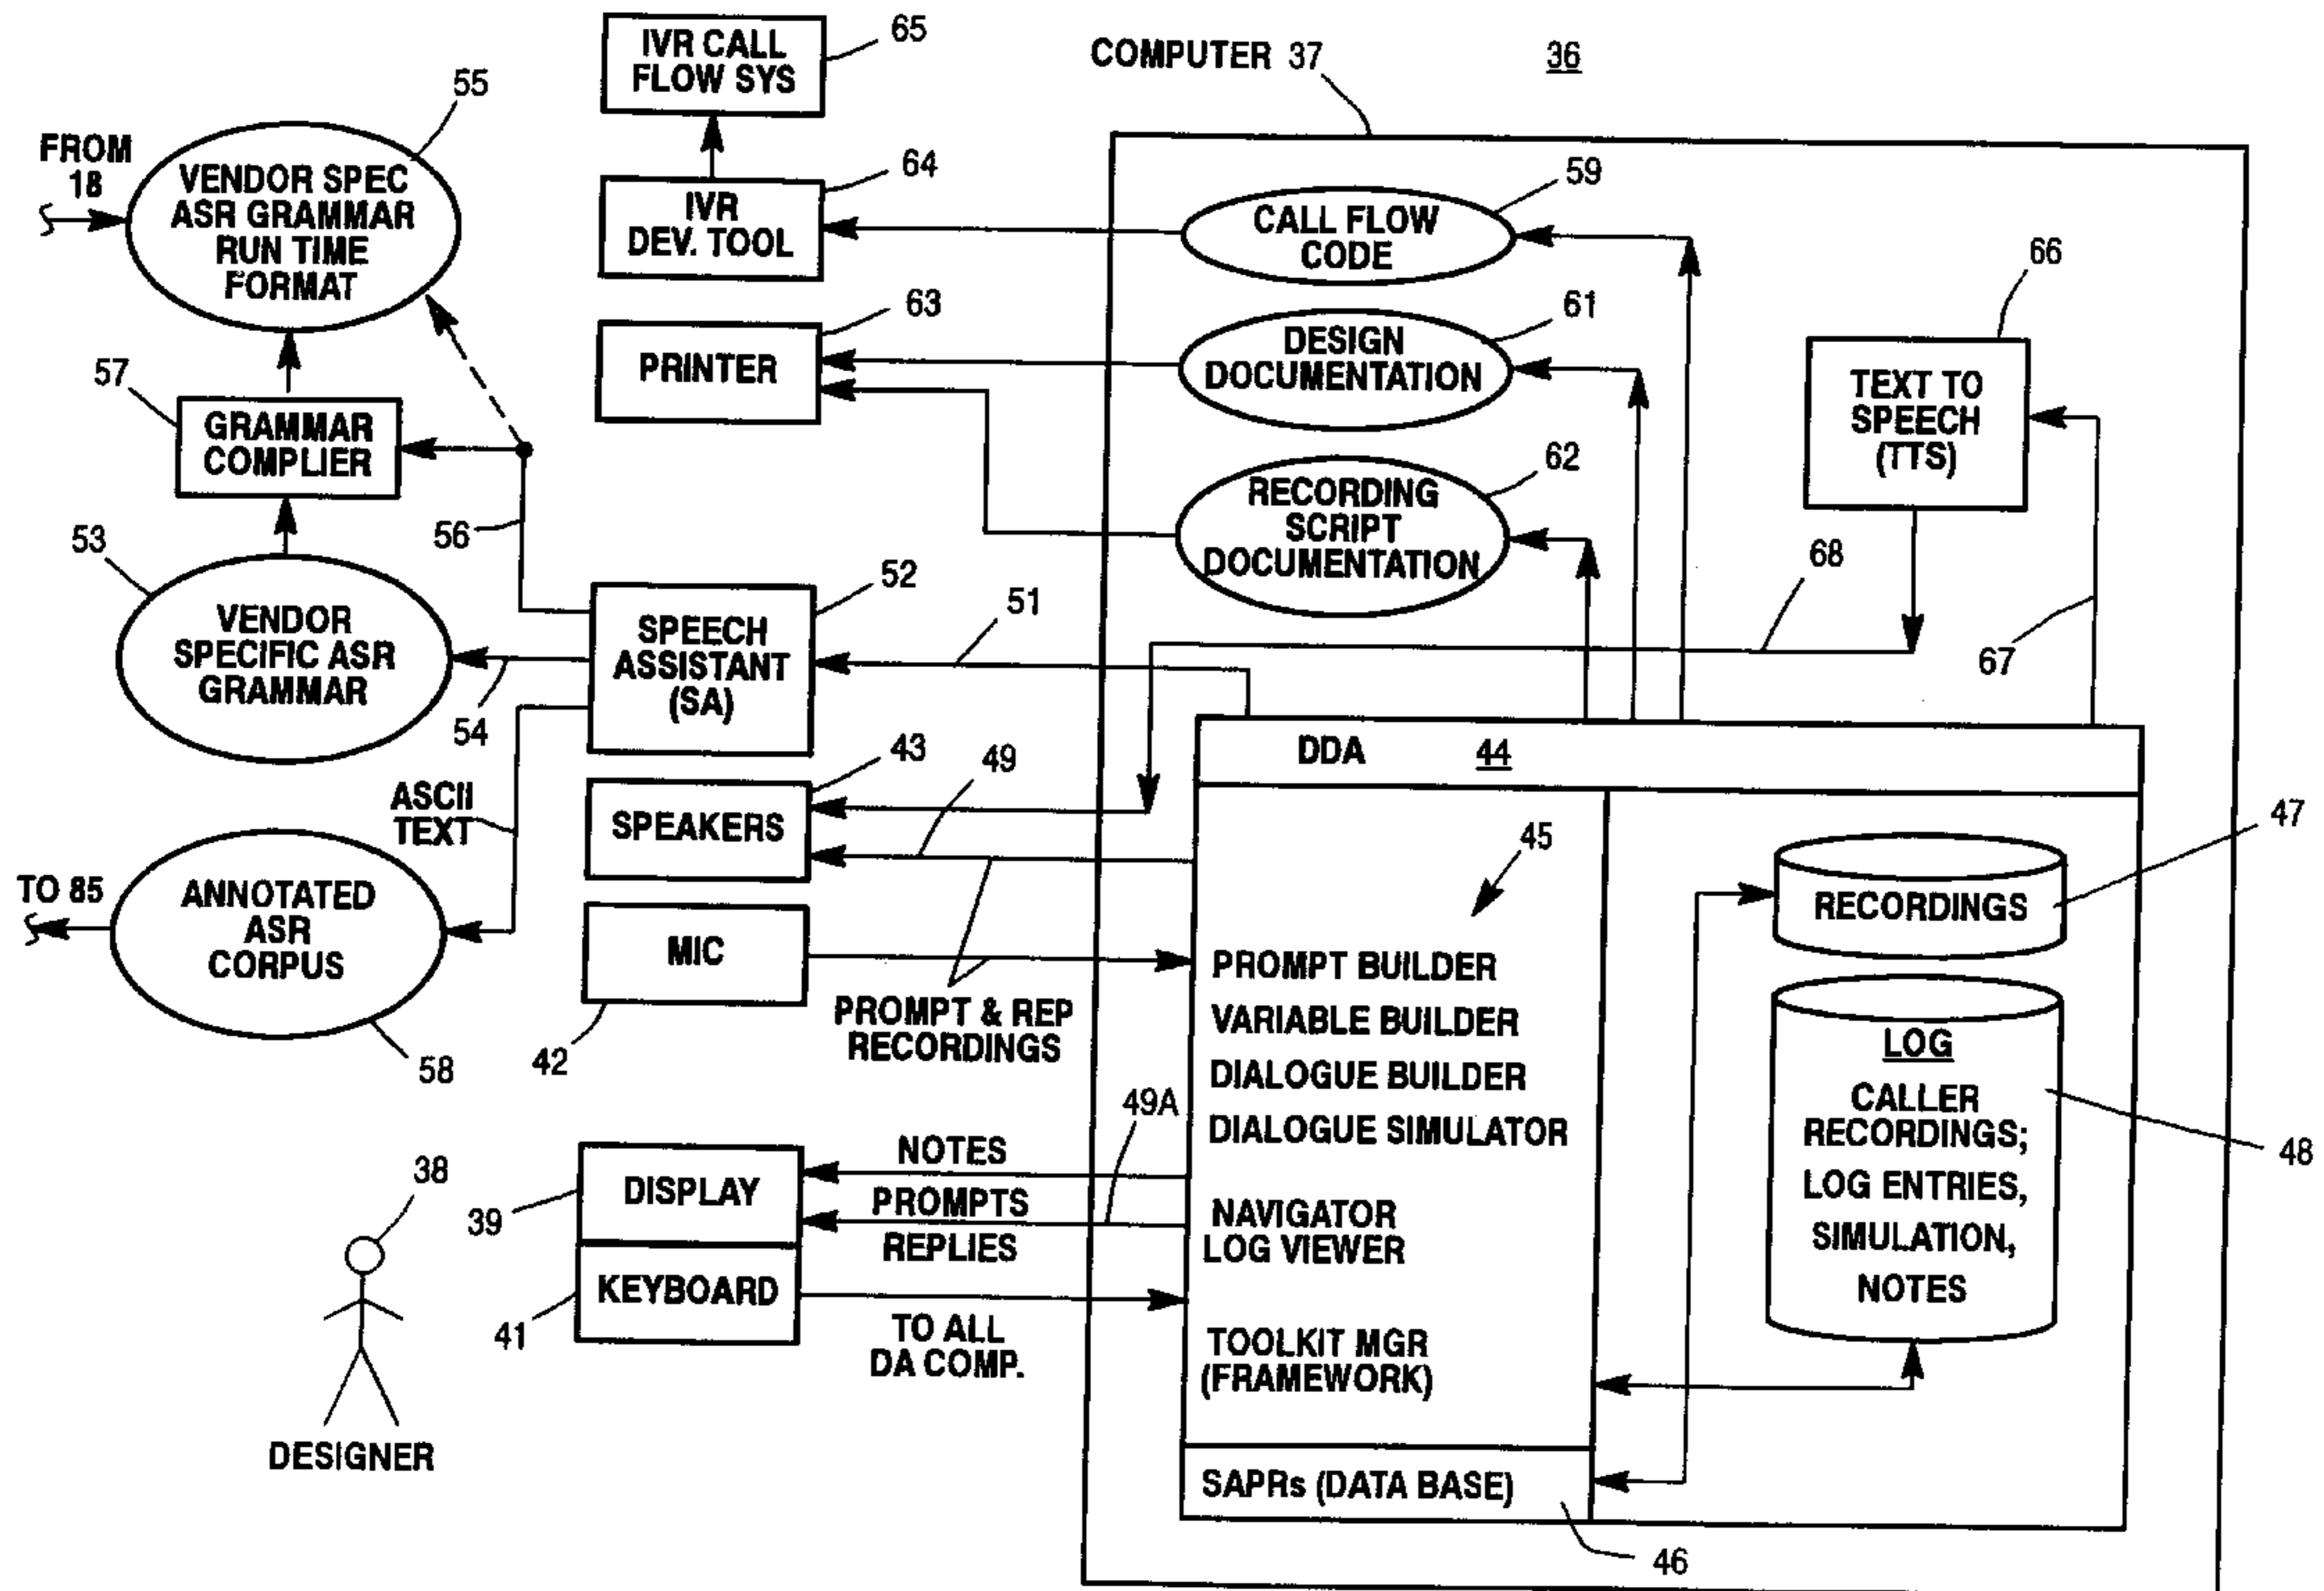 IVR CALL
FLOW SYS
65
COMPUTER 37
36
55
FROM
18
VENDOR SPEC
ASR GRAMMAR
RUN TIME
FORMAT
64
IVR
DEV. TOOL
59
CALL FLOW
CODE
66
63
PRINTER
61
DESIGN
DOCUMENTATION
TEXT TO
SPEECH
(TTS)
57
GRAMMAR
COMPLIER
62
RECORDING
SCRIPT
DOCUMENTATION
56
53
VENDOR
SPECIFIC ASR
GRAMMAR
54
52
SPEECH
ASSISTANT
(SA)
51
68
67
DDA
44
ASCII
TEXT
43
SPEAKERS
49
45
47
RECORDINGS
TO 85
ANNOTATED
ASR
CORPUS
58
MIC
42
PROMPT & REP
RECORDINGS
PROMPT BUILDER
VARIABLE BUILDER
DIALOGUE BUILDER
DIALOGUE SIMULATOR
NAVIGATOR
LOG VIEWER
TOOLKIT MGR
(FRAMEWORK)
LOG
CALLER
RECORDINGS;
LOG ENTRIES,
SIMULATION,
NOTES
48
49A
38
DESIGNER
39
DISPLAY
NOTES
PROMPTS
REPLIES
41
KEYBOARD
TO ALL
DA COMP.
SAPRs (DATA BASE)
46